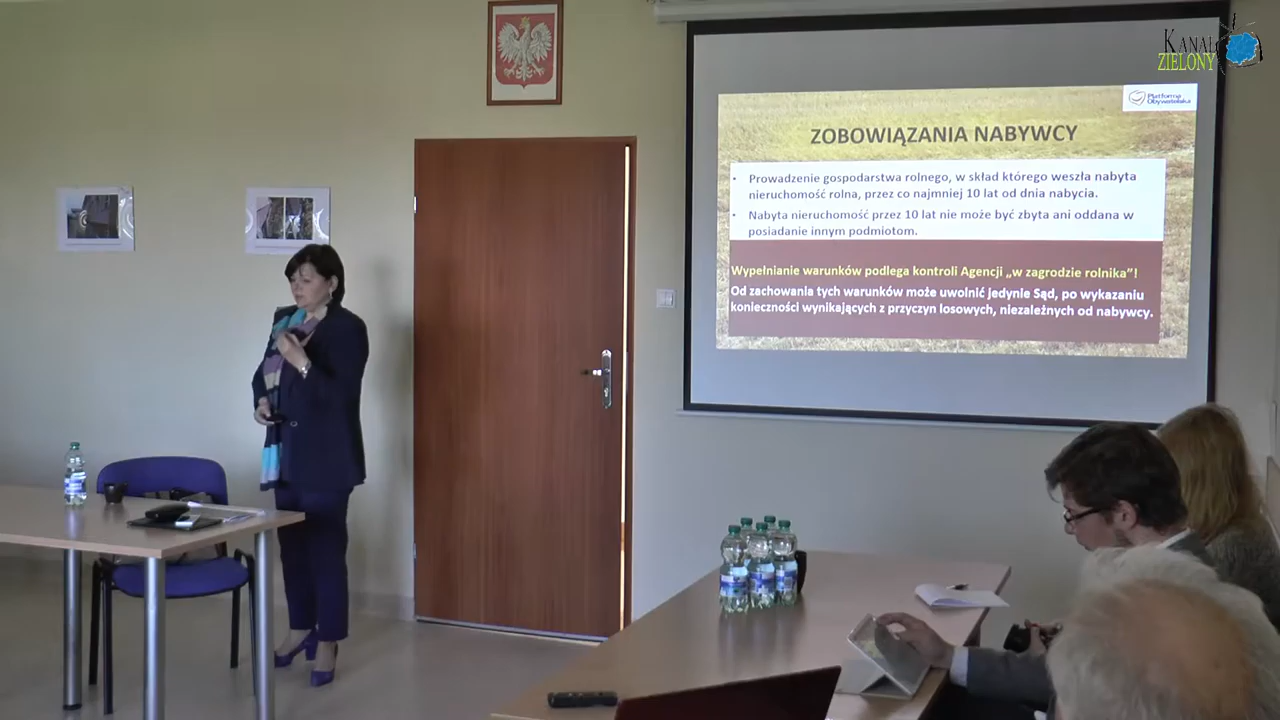 KANAŁ
ZIELONY
Platforma
Obywatelska
ZOBOWIĄZANIA NABYWCY
• Prowadzenie gospodarstwa rolnego, w skład którego weszła nabyta
nieruchomość rolna, przez co najmniej 10 lat od dnia nabycia.
• Nabyta nieruchomość przez 10 lat nie może być zbyta ani oddana w
posiadanie innym podmiotom.
Wypełnianie warunków podlega kontroli Agencji „w zagrodzie rolnika”!
Od zachowania tych warunków może uwolnić jedynie Sąd, po wykazaniu
konieczności wynikających z przyczyn losowych, niezależnych od nabywcy.